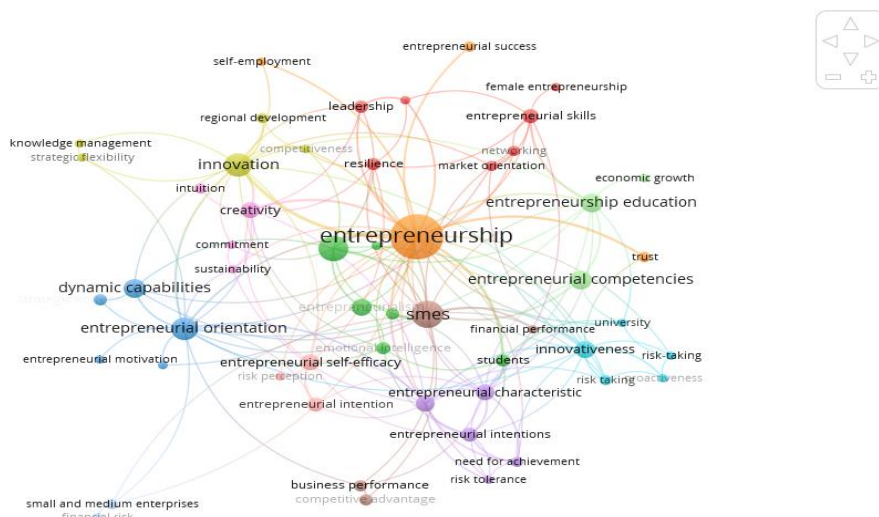 entrepreneurial success
self-employment
female entrepreneurship
leadership
entrepreneurial skills
regional development
knowledge management
competitiveness
networking
strategic flexibility
innovation
resilience
market orientation
economic growth
intuition
entrepreneurship education
creativity
entrepreneurship
commitment
trust
sustainability
entrepreneurial competencies
dynamic capabilities
entrepreneurialism
smes
university
entrepreneurial orientation
financial performance
emotional intelligence
innovativeness
risk-taking
entrepreneurial motivation
entrepreneurial self-efficacy
students
risk perception
risk taking
proactiveness
entrepreneurial characteristic
entrepreneurial intention
entrepreneurial intentions
need for achievement
risk tolerance
business performance
competitive advantage
small and medium enterprises
financial risk